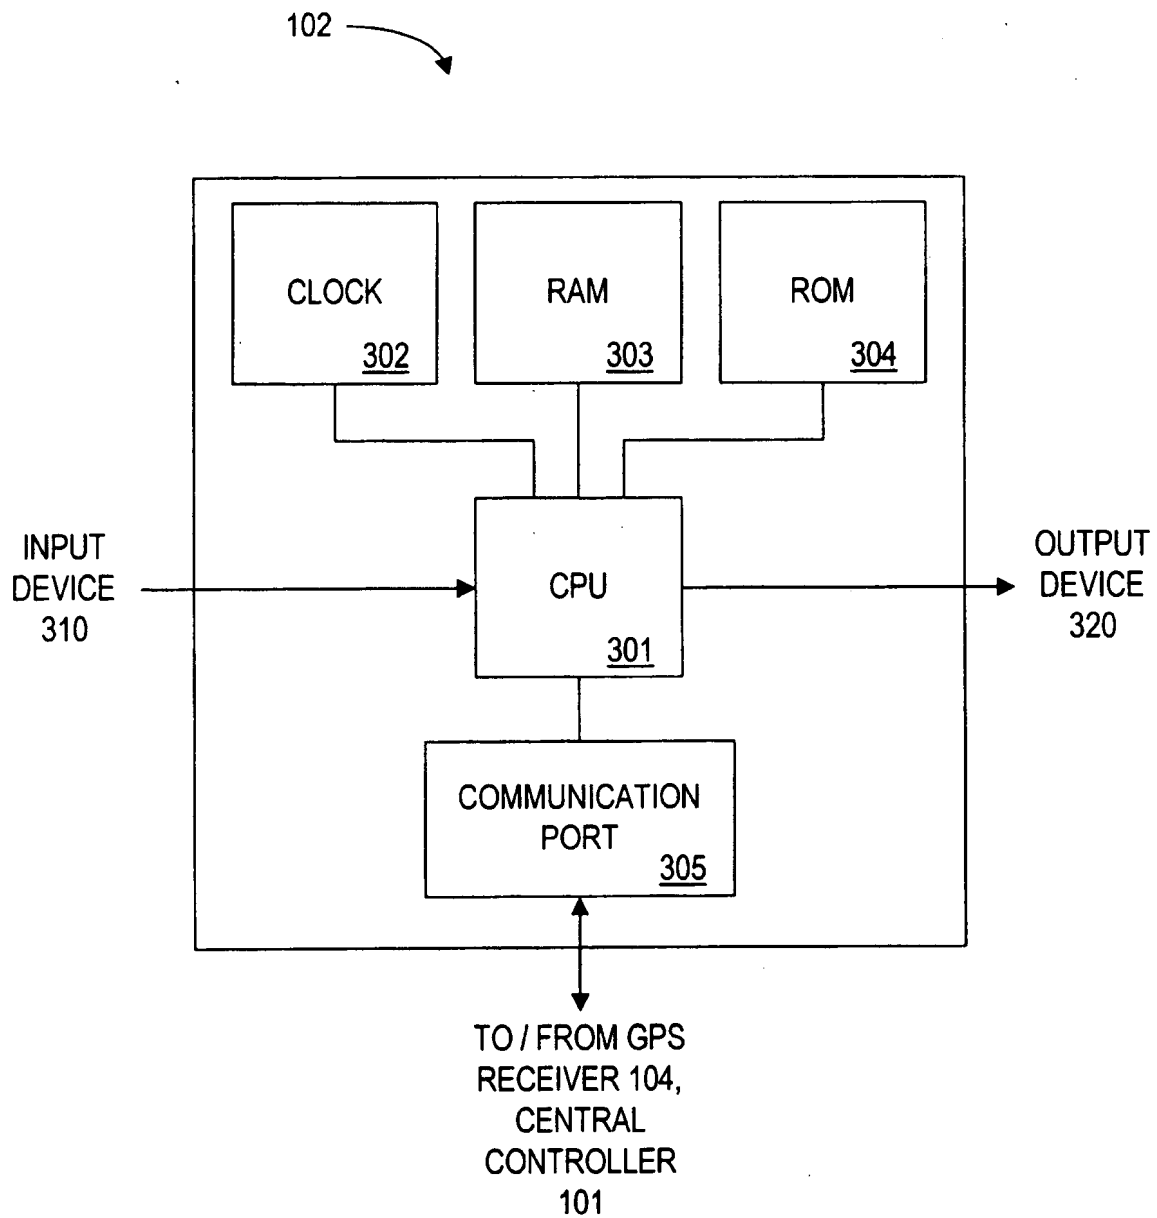 102
CLOCK
302
RAM
303
ROM
304
INPUT
DEVICE
310
CPU
301
OUTPUT
DEVICE
320
COMMUNICATION
PORT
305
TO / FROM GPS
RECEIVER 104,
CENTRAL
CONTROLLER
101